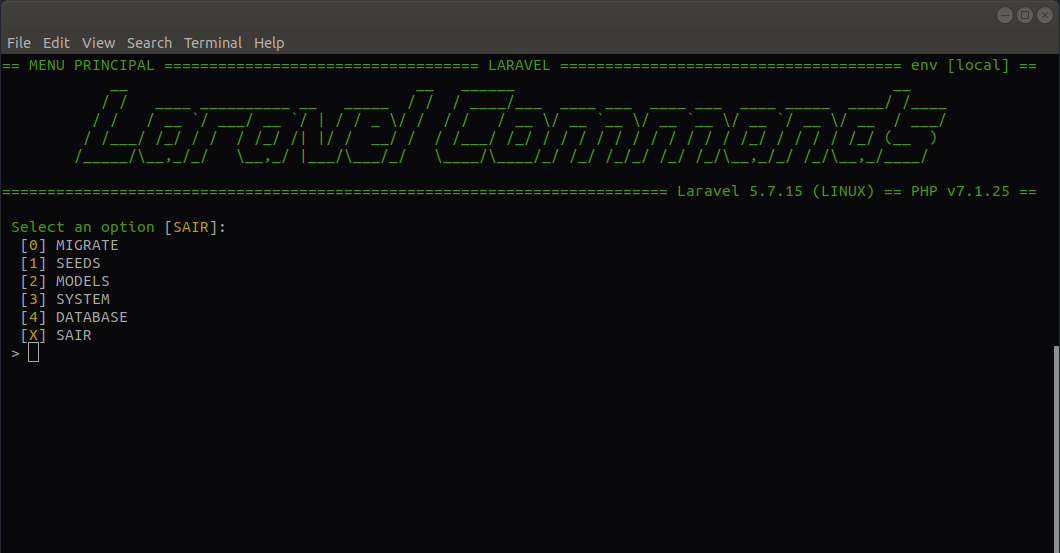 File Edit View Search Terminal Help
== MENU PRINCIPAL =================================== LARAVEL ====================================== env [local] ==
Laravel Commands
========================================================================== Laravel 5.7.15 (LINUX) == PHP v7.1.25 ==
Select an option [SAIR]:
[0] MIGRATE
[1] SEEDS
[2] MODELS
[3] SYSTEM
[4] DATABASE
[X] SAIR
>